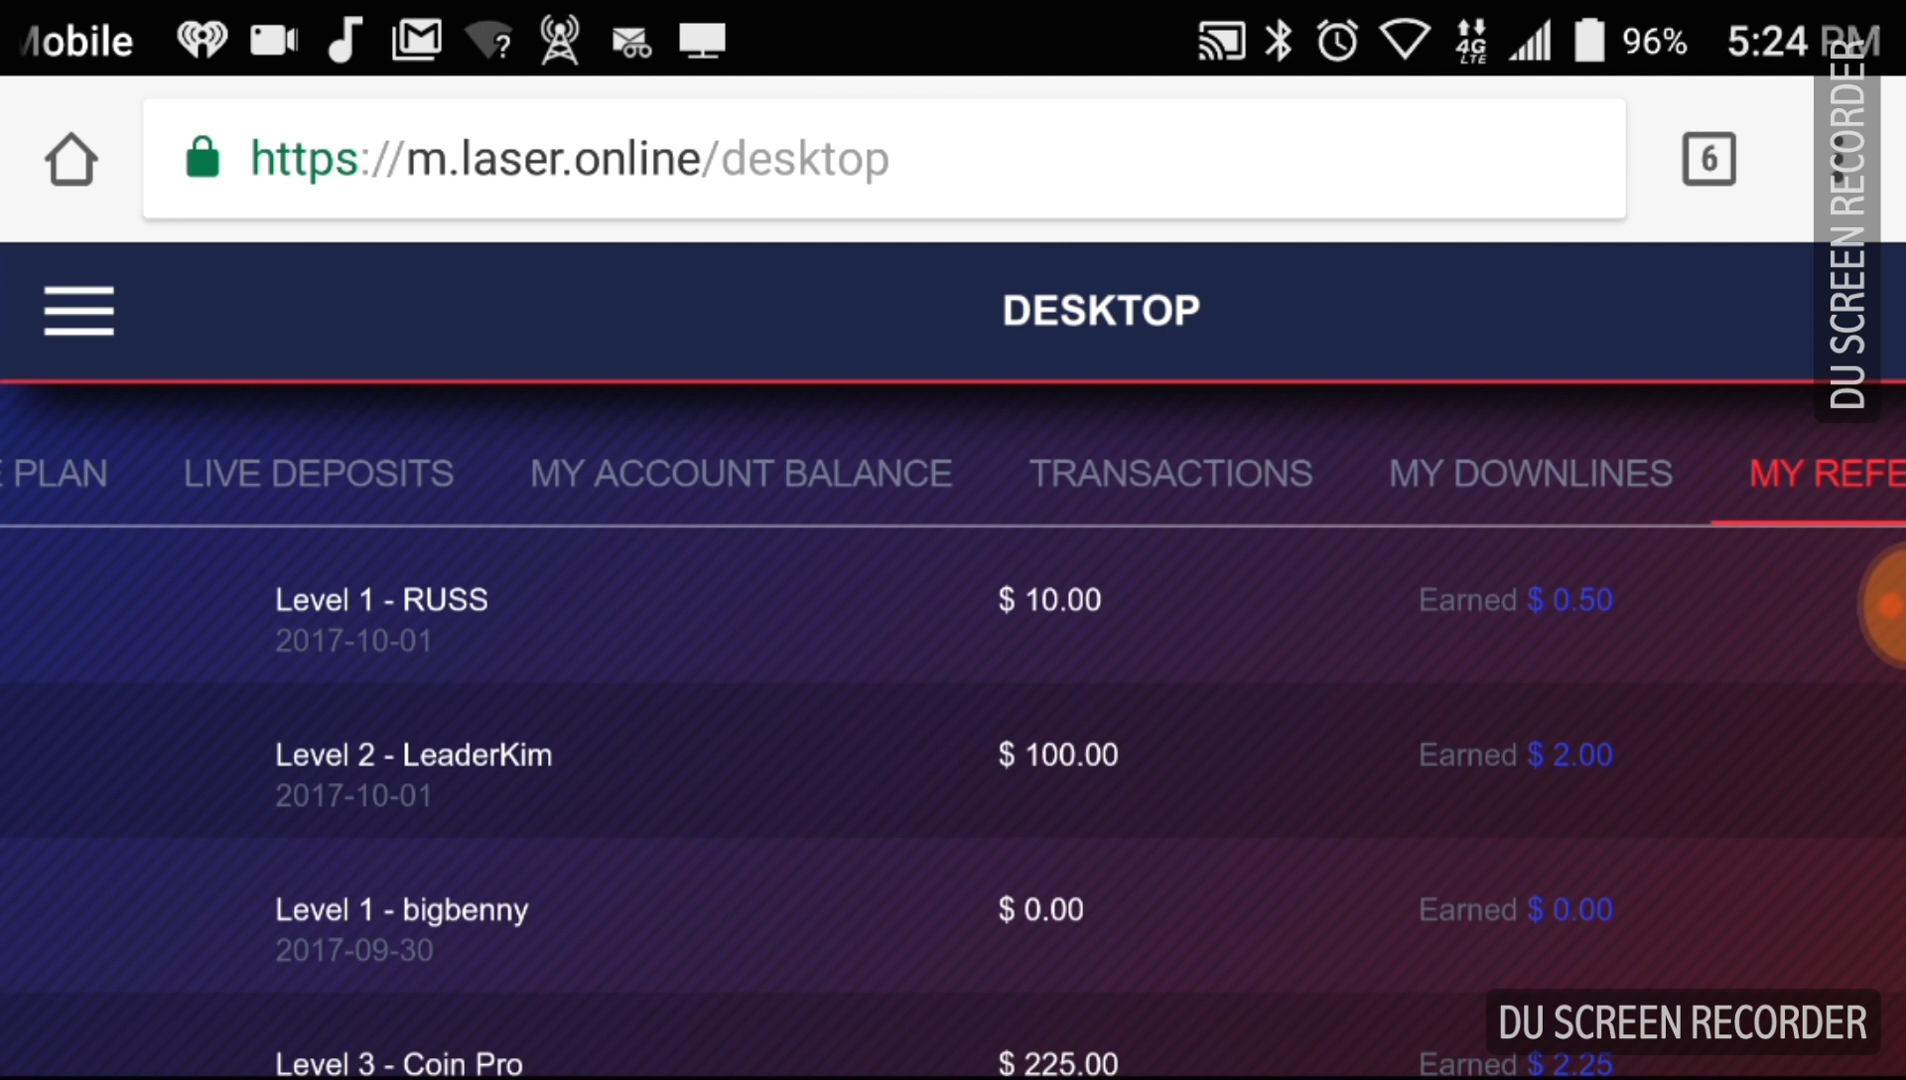 Mobile
96%
5:24 PM
4G
LTE
https://m.laser.online/desktop
6
DU SCREEN RECORDER
DESKTOP
E PLAN
LIVE DEPOSITS
MY ACCOUNT BALANCE
TRANSACTIONS
MY DOWNLINES
MY REFE
Level 1 - RUSS
$ 10.00
Earned $ 0.50
2017-10-01
Level 2 - LeaderKim
$ 100.00
Earned $ 2.00
2017-10-01
Level 1 - bigbenny
$ 0.00
Earned $ 0.00
2017-09-30
DU SCREEN RECORDER
Level 3 - Coin Pro
$ 225.00
Earned $ 2.25